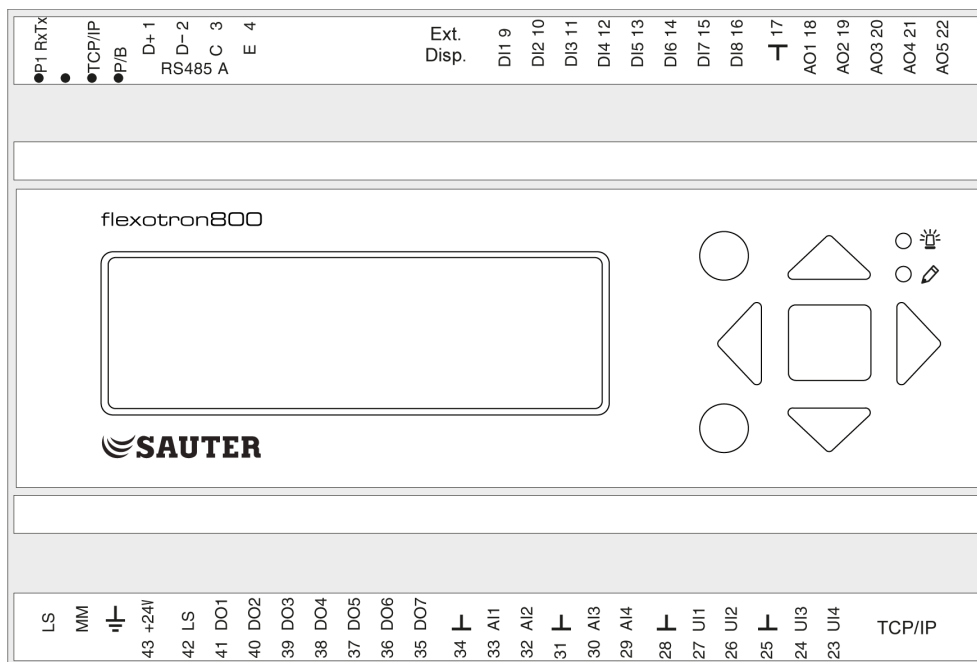 P1 RxTx
TCP/IP
P/B
D+ 1
D− 2
C 3
E 4
RS485 A
Ext.
Disp.
DI1 9
DI2 10
DI3 11
DI4 12
DI5 13
DI6 14
DI7 15
DI8 16
17
AO1 18
AO2 19
AO3 20
AO4 21
AO5 22
flexotron800
SAUTER
LS
MM
43 +24V
42 LS
41 DO1
40 DO2
39 DO3
38 DO4
37 DO5
36 DO6
35 DO7
34
33 AI1
32 AI2
31
30 AI3
29 AI4
28
27 UI1
26 UI2
25
24 UI3
23 UI4
TCP/IP